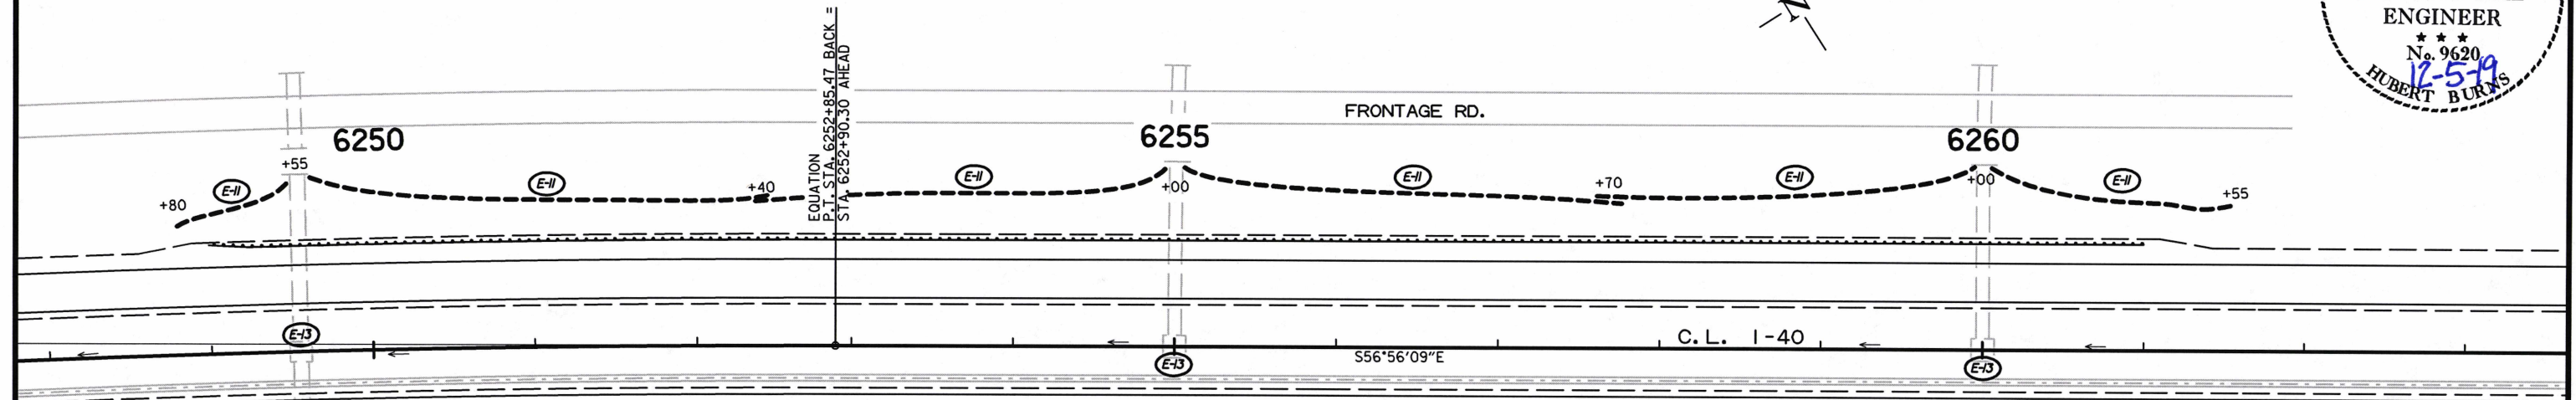 EQUATION
P.T. STA. 6252+85.47 BACK =
STA. 6252+90.30 AHEAD
N
ENGINEER
★ ★ ★
No. 9620
12-5-19
HUBERT BURNS
FRONTAGE RD.
6250
6255
6260
+80
E-11
+55
E-11
+40
E-11
+00
E-11
+70
E-11
+00
E-11
+55
E-13
C.L. I-40
S56°56'09"E
E-13
E-13